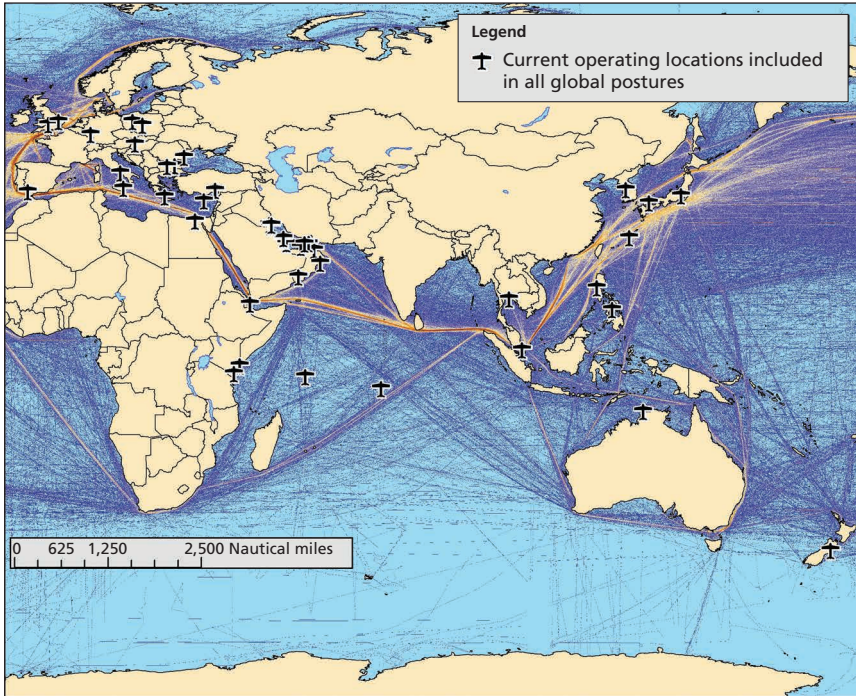 Legend
Current operating locations included
in all global postures
0 625 1,250 2,500 Nautical miles